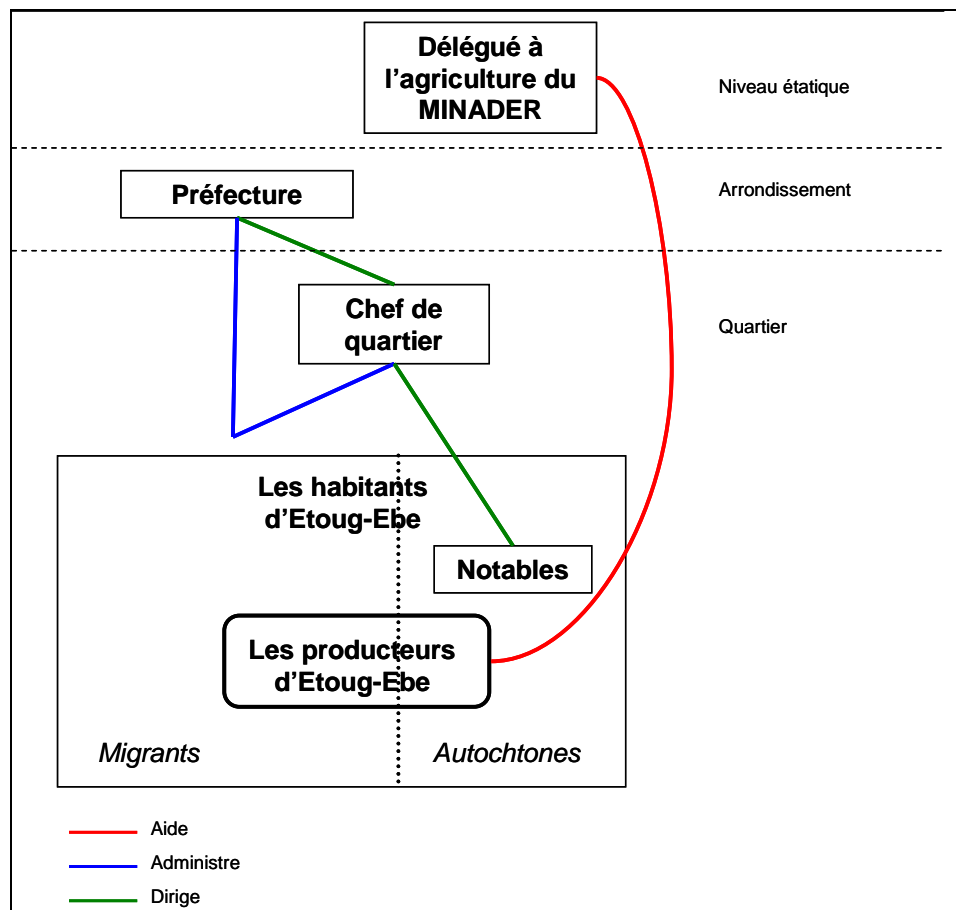 Délégué à
l'agriculture du
MINADER
Niveau étatique
Préfecture
Arrondissement
Chef de
quartier
Quartier
Les habitants
d'Etoug-Ebe
Notables
Les producteurs
d'Etoug-Ebe
Migrants
Autochtones
Aide
Administre
Dirige